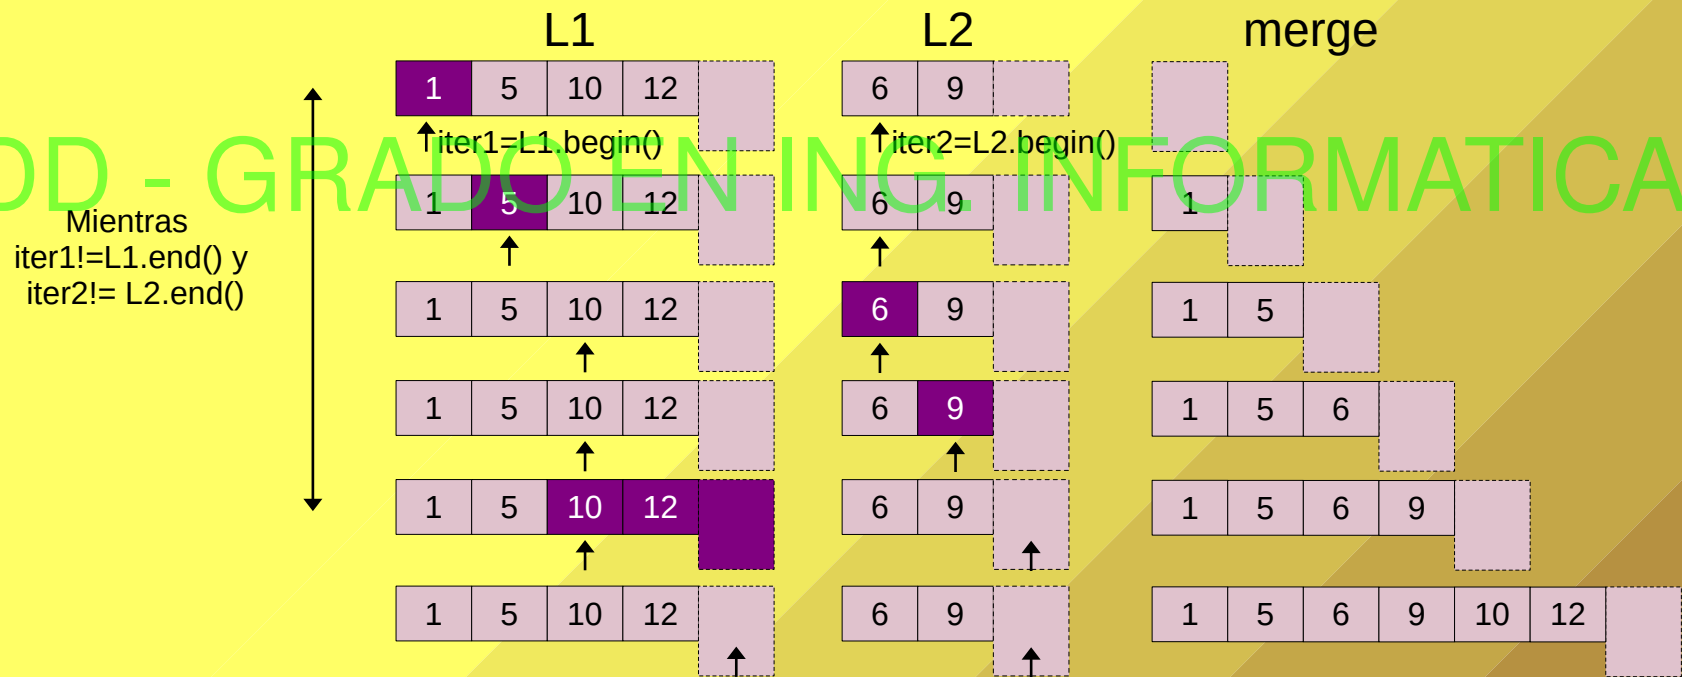 L1 L2 merge
1 5 10 12 6 9
iter1=L1.begin() iter2=L2.begin()
OD - GRADO EN ING. INFORMATICA
1 5 10 12 6 9 1
Mientras
iter1!=L1.end() y
iter2!= L2.end()
1 5 10 12 6 9 1 5
1 5 10 12 6 9 1 5 6
1 5 10 12 6 9 1 5 6 9
1 5 10 12 6 9 1 5 6 9 10 12